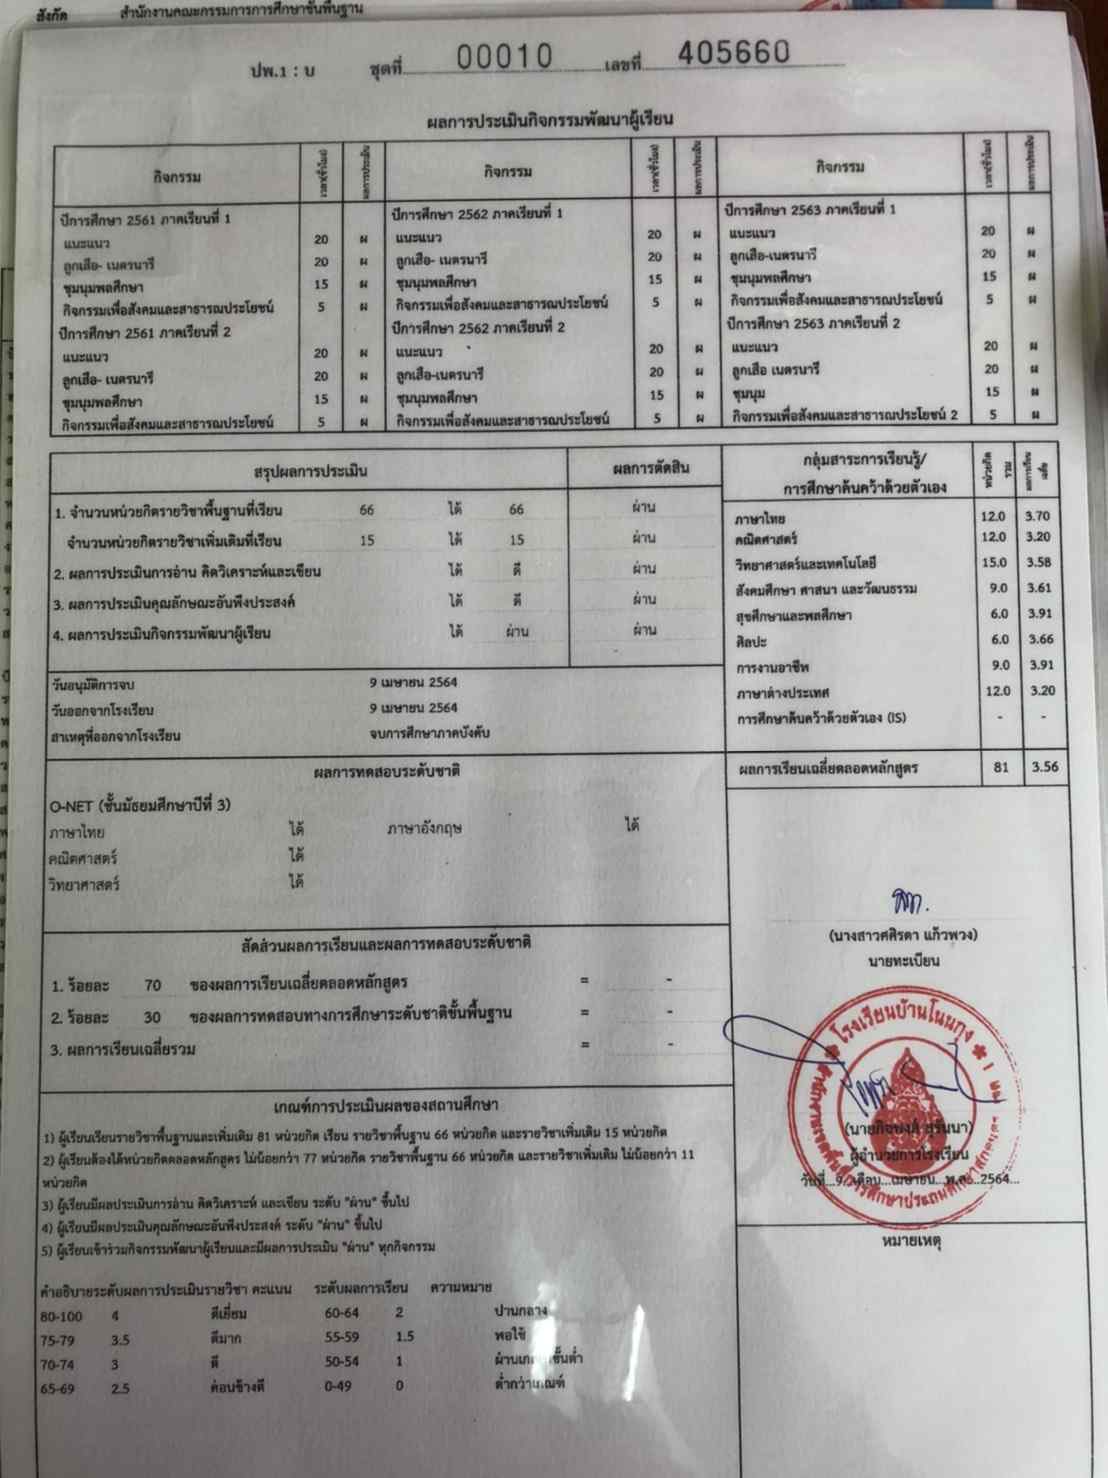 สังกัด สำนักงานคณะกรรมการการศึกษาขั้นพื้นฐาน
ปพ.1 : บ ชุดที่ 00010 เลขที่ 405660
ผลการประเมินกิจกรรมพัฒนาผู้เรียน
กิจกรรม เวลา(ชั่วโมง) ผลการประเมิน กิจกรรม เวลา(ชั่วโมง) ผลการประเมิน กิจกรรม เวลา(ชั่วโมง) ผลการประเมิน
ปีการศึกษา 2561 ภาคเรียนที่ 1 ปีการศึกษา 2562 ภาคเรียนที่ 1 ปีการศึกษา 2563 ภาคเรียนที่ 1
แนะแนว 20 ผ แนะแนว 20 ผ แนะแนว 20 ผ
ลูกเสือ- เนตรนารี 20 ผ ลูกเสือ- เนตรนารี 20 ผ ลูกเสือ-เนตรนารี 20 ผ
ชุมนุมพลศึกษา 15 ผ ชุมนุมพลศึกษา 15 ผ ชุมนุมพลศึกษา 15 ผ
กิจกรรมเพื่อสังคมและสาธารณประโยชน์ 5 ผ กิจกรรมเพื่อสังคมและสาธารณประโยชน์ 5 ผ กิจกรรมเพื่อสังคมและสาธารณประโยชน์ 5 ผ
ปีการศึกษา 2561 ภาคเรียนที่ 2 ปีการศึกษา 2562 ภาคเรียนที่ 2 ปีการศึกษา 2563 ภาคเรียนที่ 2
แนะแนว 20 ผ แนะแนว 20 ผ แนะแนว 20 ผ
ลูกเสือ- เนตรนารี 20 ผ ลูกเสือ-เนตรนารี 20 ผ ลูกเสือ เนตรนารี 20 ผ
ชุมนุมพลศึกษา 15 ผ ชุมนุมพลศึกษา 15 ผ ชุมนุม 15 ผ
กิจกรรมเพื่อสังคมและสาธารณประโยชน์ 5 ผ กิจกรรมเพื่อสังคมและสาธารณประโยชน์ 5 ผ กิจกรรมเพื่อสังคมและสาธารณประโยชน์ 2 5 ผ
สรุปผลการประเมิน ผลการตัดสิน
1. จำนวนหน่วยกิตรายวิชาพื้นฐานที่เรียน 66 ได้ 66 ผ่าน
จำนวนหน่วยกิตรายวิชาเพิ่มเติมที่เรียน 15 ได้ 15 ผ่าน
2. ผลการประเมินการอ่าน คิดวิเคราะห์และเขียน ได้ ดี ผ่าน
3. ผลการประเมินคุณลักษณะอันพึงประสงค์ ได้ ดี ผ่าน
4. ผลการประเมินกิจกรรมพัฒนาผู้เรียน ได้ ผ่าน ผ่าน
วันอนุมัติการจบ 9 เมษายน 2564
วันออกจากโรงเรียน 9 เมษายน 2564
สาเหตุที่ออกจากโรงเรียน จบการศึกษาภาคบังคับ
กลุ่มสาระการเรียนรู้/ หน่วยกิตรวม ผลการเรียนเฉลี่ย
การศึกษาค้นคว้าด้วยตัวเอง
ภาษาไทย 12.0 3.70
คณิตศาสตร์ 12.0 3.20
วิทยาศาสตร์และเทคโนโลยี 15.0 3.58
สังคมศึกษา ศาสนา และวัฒนธรรม 9.0 3.61
สุขศึกษาและพลศึกษา 6.0 3.91
ศิลปะ 6.0 3.66
การงานอาชีพ 9.0 3.91
ภาษาต่างประเทศ 12.0 3.20
การศึกษาค้นคว้าด้วยตัวเอง (IS) - -
ผลการเรียนเฉลี่ยตลอดหลักสูตร 81 3.56
ผลการทดสอบระดับชาติ
O-NET (ชั้นมัธยมศึกษาปีที่ 3)
ภาษาไทย ได้ ภาษาอังกฤษ ได้
คณิตศาสตร์ ได้
วิทยาศาสตร์ ได้
สัดส่วนผลการเรียนและผลการทดสอบระดับชาติ
1. ร้อยละ 70 ของผลการเรียนเฉลี่ยตลอดหลักสูตร = -
2. ร้อยละ 30 ของผลการทดสอบทางการศึกษาระดับชาติขั้นพื้นฐาน = -
3. ผลการเรียนเฉลี่ยรวม = -
(นางสาวศศิรดา แก้วพวง)
นายทะเบียน
โรงเรียนบ้านโนนกุง
ผู้อำนวยการโรงเรียน
วันที่...9...เดือน...เมษายน...พ.ศ...2564...
หมายเหตุ
เกณฑ์การประเมินผลของสถานศึกษา
1) ผู้เรียนเรียนรายวิชาพื้นฐานและเพิ่มเติม 81 หน่วยกิต เรียน รายวิชาพื้นฐาน 66 หน่วยกิต และรายวิชาเพิ่มเติม 15 หน่วยกิต
2) ผู้เรียนต้องได้หน่วยกิตตลอดหลักสูตร ไม่น้อยกว่า 77 หน่วยกิต รายวิชาพื้นฐาน 66 หน่วยกิต และรายวิชาเพิ่มเติม ไม่น้อยกว่า 11
หน่วยกิต
3) ผู้เรียนมีผลประเมินการอ่าน คิดวิเคราะห์ และเขียน ระดับ "ผ่าน" ขึ้นไป
4) ผู้เรียนมีผลประเมินคุณลักษณะอันพึงประสงค์ ระดับ "ผ่าน" ขึ้นไป
5) ผู้เรียนเข้าร่วมกิจกรรมพัฒนาผู้เรียนและมีผลการประเมิน "ผ่าน" ทุกกิจกรรม
คำอธิบายระดับผลการประเมินรายวิชา คะแนน ระดับผลการเรียน ความหมาย
80-100 4 ดีเยี่ยม 60-64 2 ปานกลาง
75-79 3.5 ดีมาก 55-59 1.5 พอใช้
70-74 3 ดี 50-54 1 ผ่านเกณฑ์ขั้นต่ำ
65-69 2.5 ค่อนข้างดี 0-49 0 ต่ำกว่าเกณฑ์